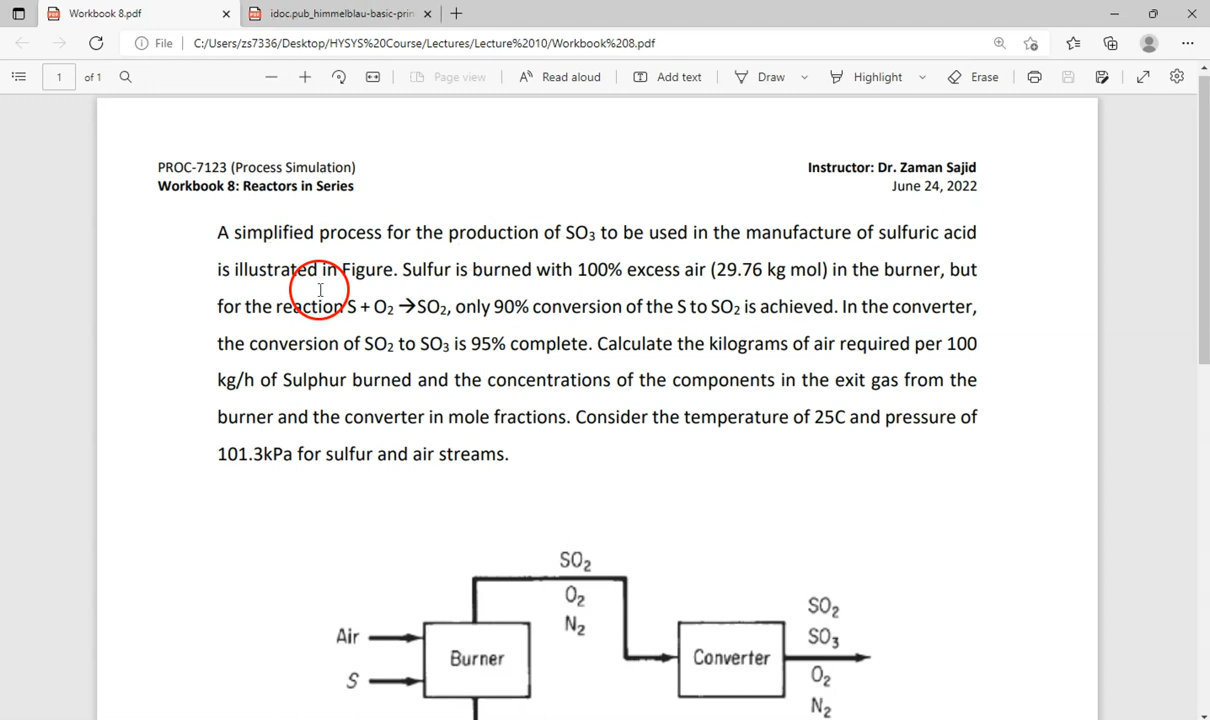 Workbook 8.pdf
idoc.pub_himmelblau-basic-prin
File C:/Users/zs7336/Desktop/HYSYS%20Course/Lectures/Lecture%2010/Workbook%208.pdf
1 of 1 Page view Read aloud Add text Draw Highlight Erase
PROC-7123 (Process Simulation) Instructor: Dr. Zaman Sajid
Workbook 8: Reactors in Series June 24, 2022
A simplified process for the production of SO₃ to be used in the manufacture of sulfuric acid
is illustrated in Figure. Sulfur is burned with 100% excess air (29.76 kg mol) in the burner, but
for the reaction S + O₂ →SO₂, only 90% conversion of the S to SO₂ is achieved. In the converter,
the conversion of SO₂ to SO₃ is 95% complete. Calculate the kilograms of air required per 100
kg/h of Sulphur burned and the concentrations of the components in the exit gas from the
burner and the converter in mole fractions. Consider the temperature of 25C and pressure of
101.3kPa for sulfur and air streams.
SO₂
O₂
N₂
Air
S
Burner
Converter
SO₂
SO₃
O₂
N₂